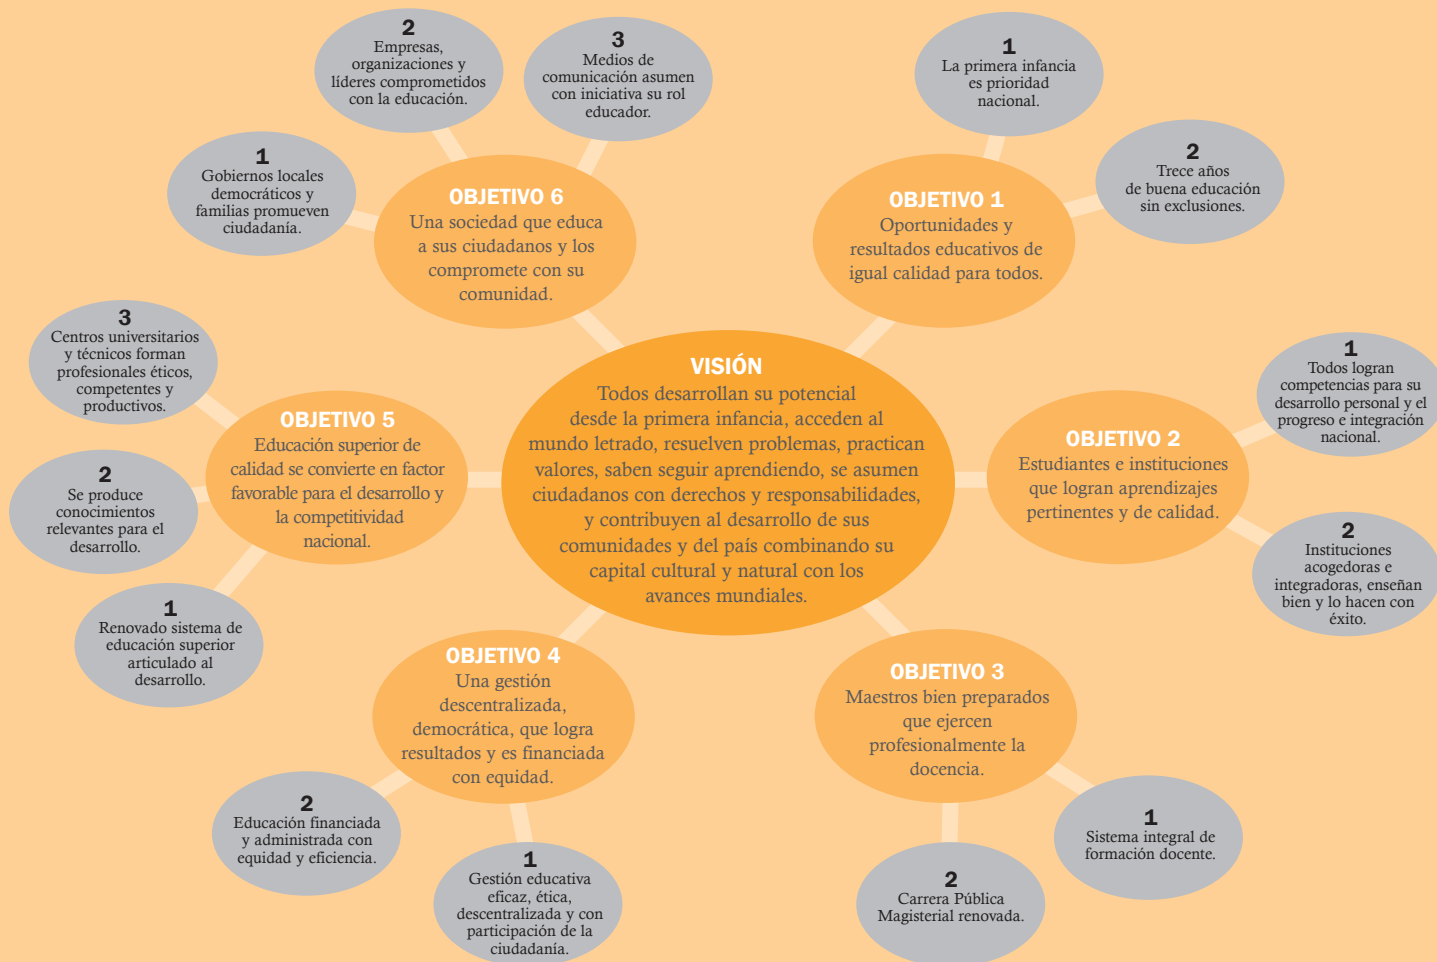 VISIÓN
Todos desarrollan su potencial
desde la primera infancia, acceden al
mundo letrado, resuelven problemas, practican
valores, saben seguir aprendiendo, se asumen
ciudadanos con derechos y responsabilidades,
y contribuyen al desarrollo de sus
comunidades y del país combinando su
capital cultural y natural con los
avances mundiales.
OBJETIVO 1
Oportunidades y
resultados educativos de
igual calidad para todos.
1
La primera infancia
es prioridad
nacional.
2
Trece años
de buena educación
sin exclusiones.
OBJETIVO 2
Estudiantes e instituciones
que logran aprendizajes
pertinentes y de calidad.
1
Todos logran
competencias para su
desarrollo personal y el
progreso e integración
nacional.
2
Instituciones
acogedoras e
integradoras, enseñan
bien y lo hacen con
éxito.
OBJETIVO 3
Maestros bien preparados
que ejercen
profesionalmente la
docencia.
1
Sistema integral de
formación docente.
2
Carrera Pública
Magisterial renovada.
OBJETIVO 4
Una gestión
descentralizada,
democrática, que logra
resultados y es financiada
con equidad.
1
Gestión educativa
eficaz, ética,
descentralizada y con
participación de la
ciudadanía.
2
Educación financiada
y administrada con
equidad y eficiencia.
OBJETIVO 5
Educación superior de
calidad se convierte en factor
favorable para el desarrollo y
la competitividad
nacional.
1
Renovado sistema de
educación superior
articulado al
desarrollo.
2
Se produce
conocimientos
relevantes para el
desarrollo.
3
Centros universitarios
y técnicos forman
profesionales éticos,
competentes y
productivos.
OBJETIVO 6
Una sociedad que educa
a sus ciudadanos y los
compromete con su
comunidad.
1
Gobiernos locales
democráticos y
familias promueven
ciudadanía.
2
Empresas,
organizaciones y
líderes comprometidos
con la educación.
3
Medios de
comunicación asumen
con iniciativa su rol
educador.